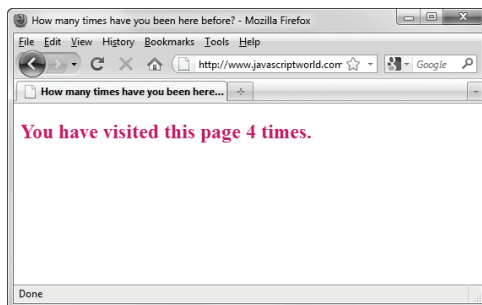 How many times have you been here before? - Mozilla Firefox
File Edit View History Bookmarks Tools Help
http://www.javascriptworld.com Google
How many times have you been here...
You have visited this page 4 times.
Done